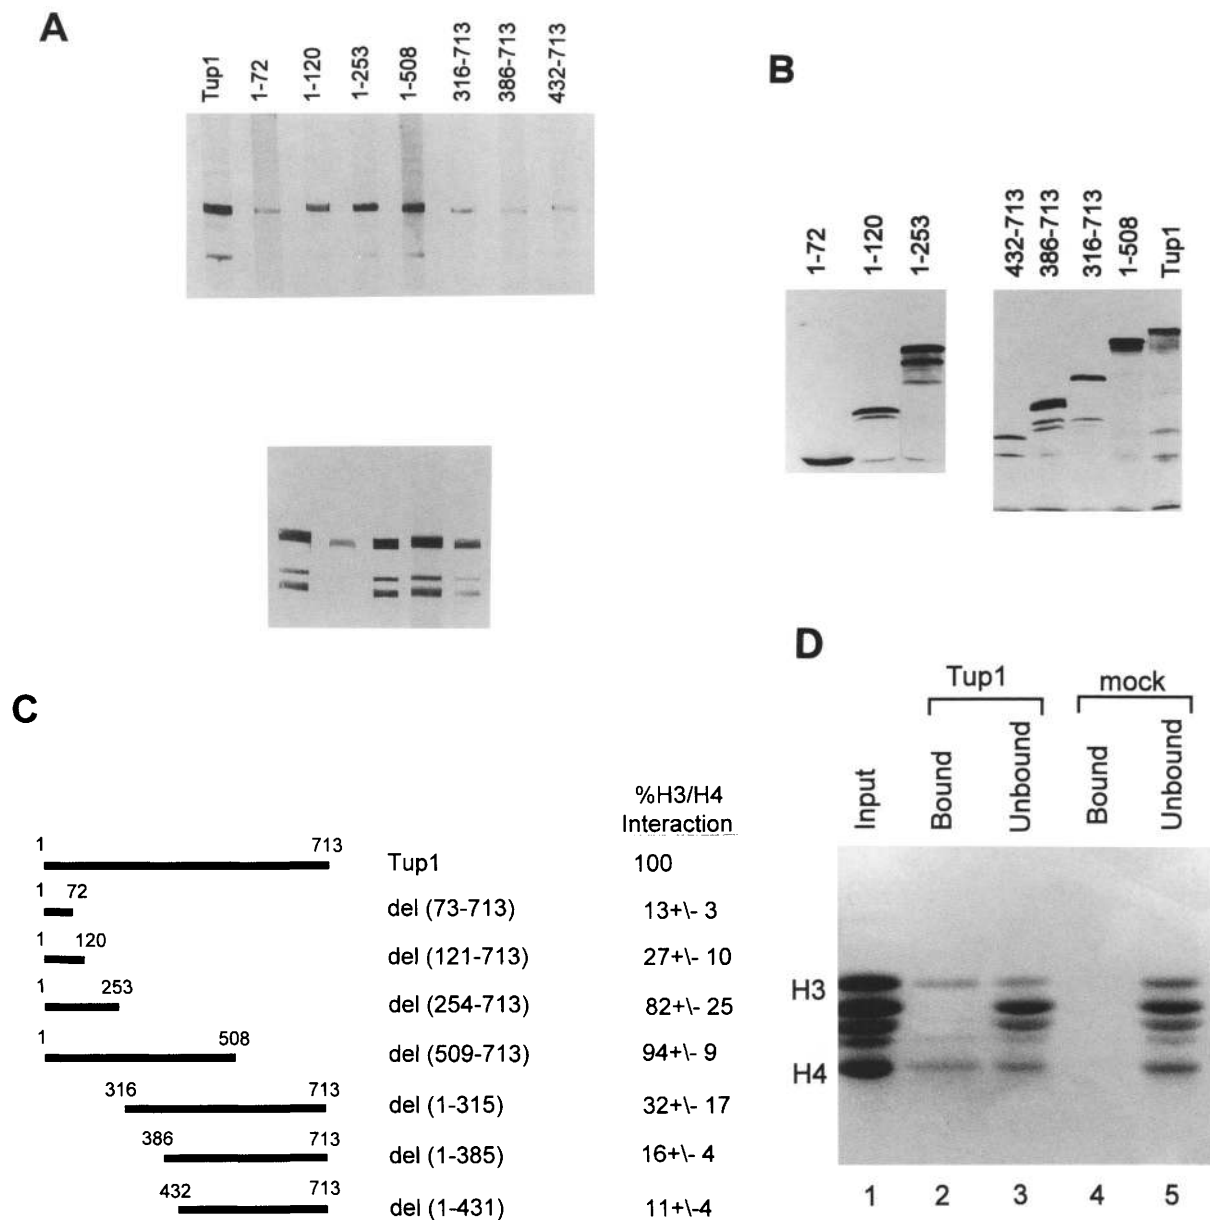 A
Tup1
1-72
1-120
1-253
1-508
316-713
386-713
432-713
B
1-72
1-120
1-253
432-713
386-713
316-713
1-508
Tup1
C
%H3/H4
Interaction
1 713
Tup1 100
1 72
del (73-713) 13+\- 3
1 120
del (121-713) 27+\- 10
1 253
del (254-713) 82+\- 25
1 508
del (509-713) 94+\- 9
316 713
del (1-315) 32+\- 17
386 713
del (1-385) 16+\- 4
432 713
del (1-431) 11+\-4
D
Tup1 mock
Input
Bound
Unbound
Bound
Unbound
H3
H4
1 2 3 4 5